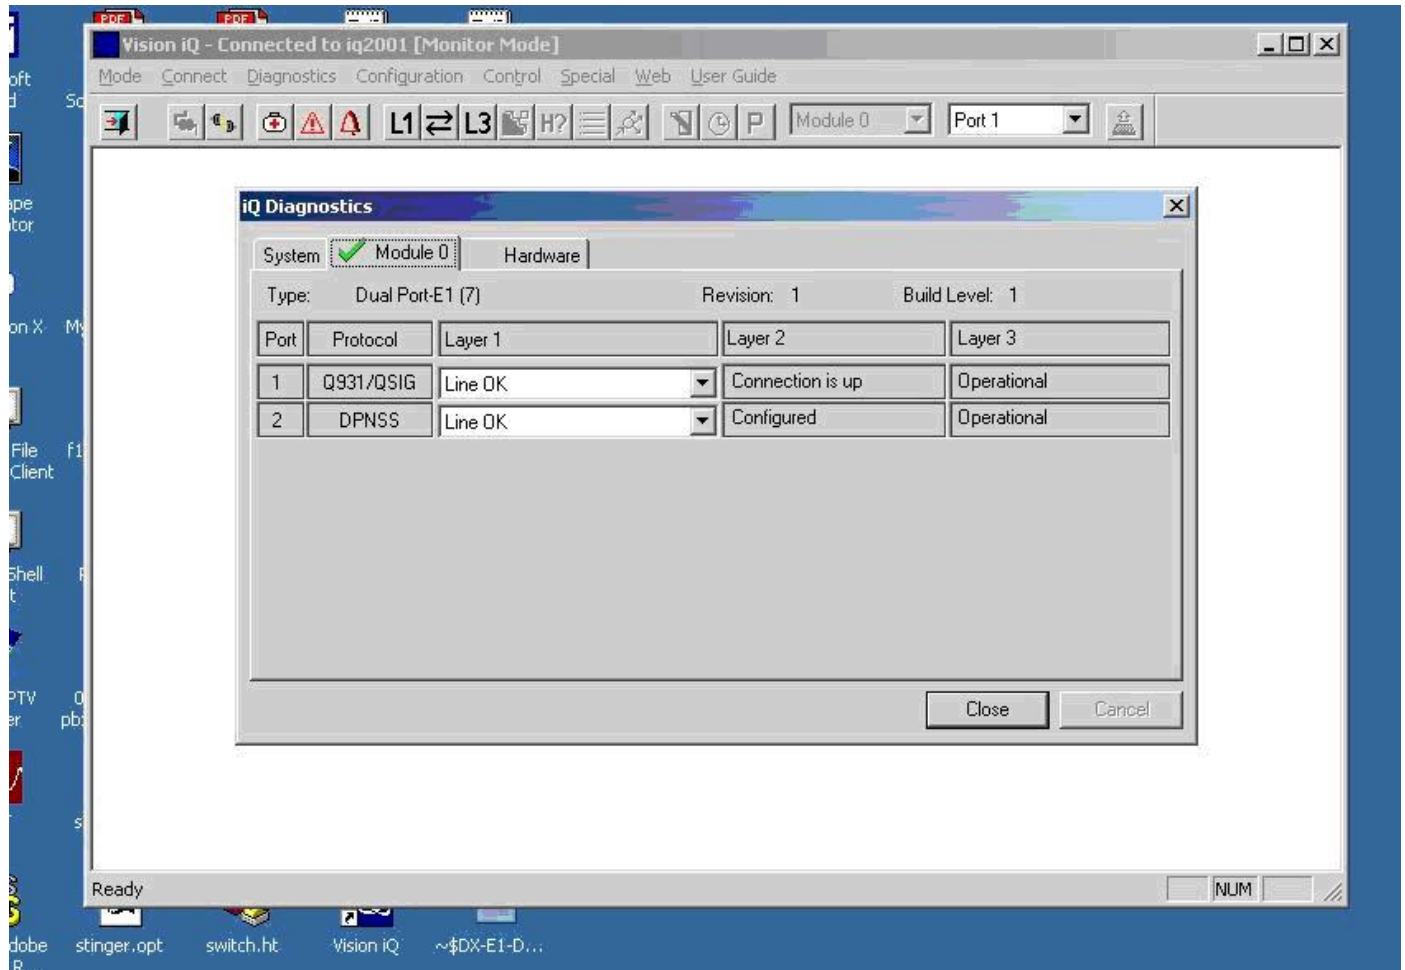 PDF PDF
Vision iQ - Connected to iq2001 [Monitor Mode]
Mode Connect Diagnostics Configuration Control Special Web User Guide
L1 L3 H? P Module 0 Port 1
iQ Diagnostics
System Module 0 Hardware
Type: Dual Port-E1 (7) Revision: 1 Build Level: 1
Port Protocol Layer 1 Layer 2 Layer 3
1 Q931/QSIG Line OK Connection is up Operational
2 DPNSS Line OK Configured Operational
File
Client
Shell
Close Cancel
Ready NUM
stinger.opt switch.ht Vision iQ ~$DX-E1-D...